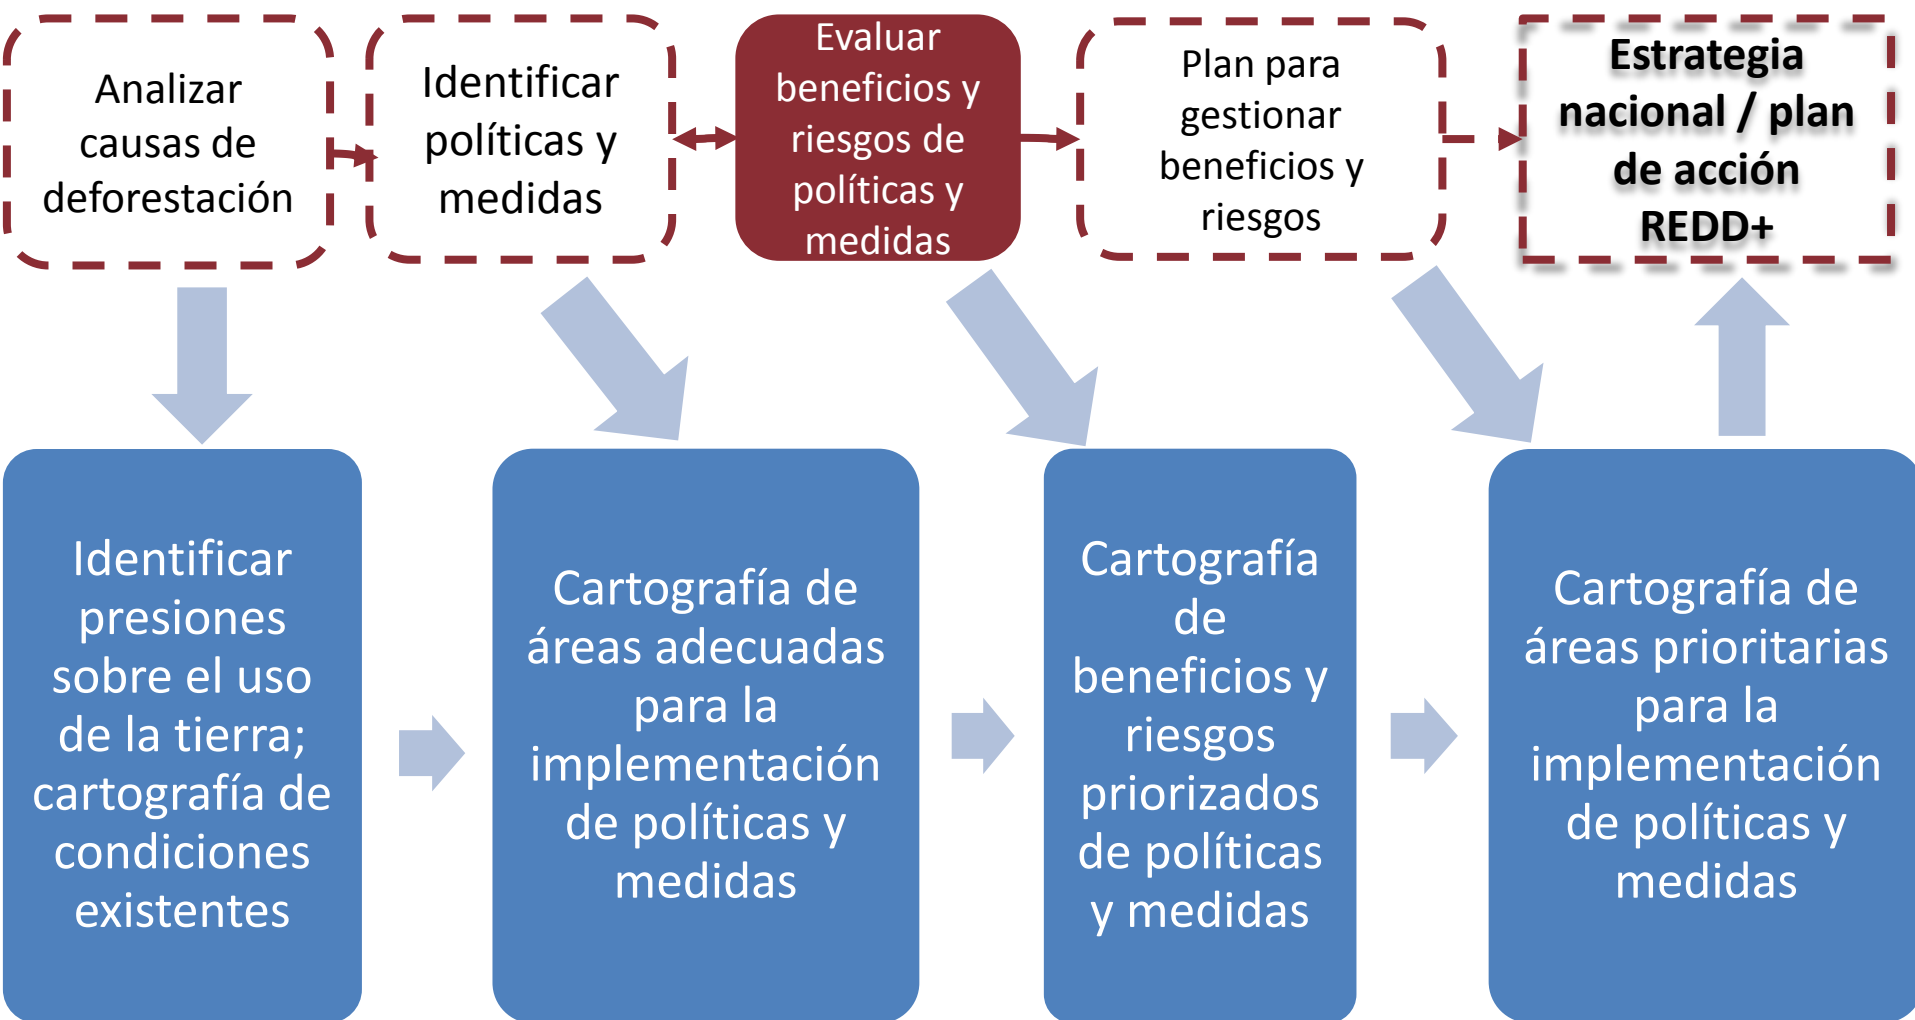 Analizar
causas de
deforestación
Identificar
políticas y
medidas
Evaluar
beneficios y
riesgos de
políticas y
medidas
Plan para
gestionar
beneficios y
riesgos
Estrategia
nacional / plan
de acción
REDD+
Identificar
presiones
sobre el uso
de la tierra;
cartografía de
condiciones
existentes
Cartografía de
áreas adecuadas
para la
implementación
de políticas y
medidas
Cartografía
de
beneficios y
riesgos
priorizados
de políticas
y medidas
Cartografía de
áreas prioritarias
para la
implementación
de políticas y
medidas